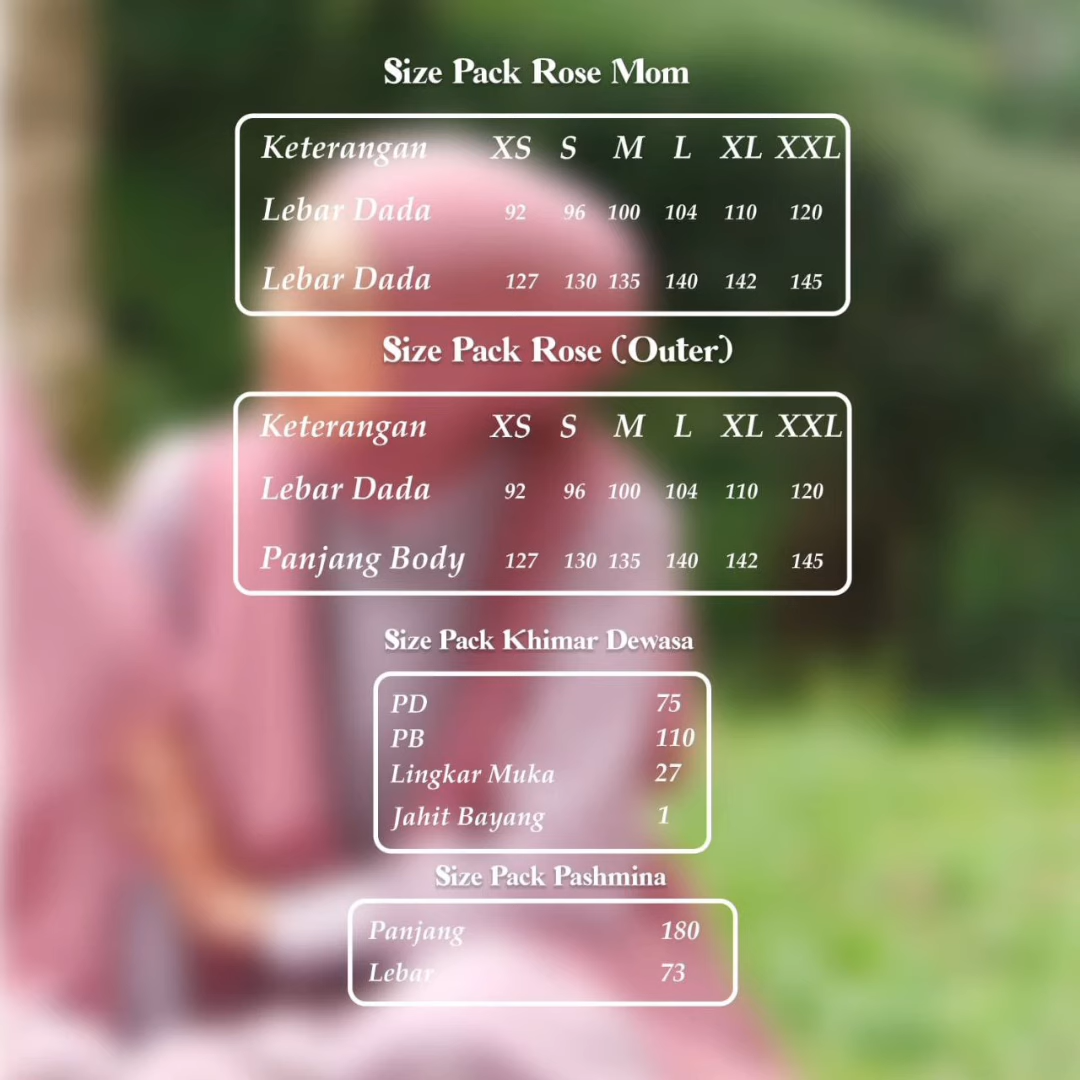 Size Pack Rose Mom
Keterangan XS S M L XL XXL
Lebar Dada 92 96 100 104 110 120
Lebar Dada 127 130 135 140 142 145
Size Pack Rose (Outer)
Keterangan XS S M L XL XXL
Lebar Dada 92 96 100 104 110 120
Panjang Body 127 130 135 140 142 145
Size Pack Khimar Dewasa
PD 75
PB 110
Lingkar Muka 27
Jahit Bayang 1
Size Pack Pashmina
Panjang 180
Lebar 73